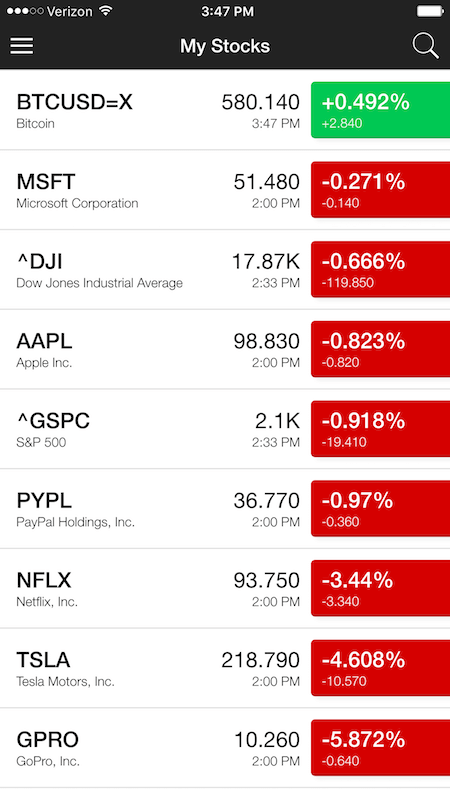 Verizon 3:47 PM
My Stocks
BTCUSD=X 580.140 +0.492%
Bitcoin 3:47 PM +2.840
MSFT 51.480 -0.271%
Microsoft Corporation 2:00 PM -0.140
^DJI 17.87K -0.666%
Dow Jones Industrial Average 2:33 PM -119.850
AAPL 98.830 -0.823%
Apple Inc. 2:00 PM -0.820
^GSPC 2.1K -0.918%
S&P 500 2:33 PM -19.410
PYPL 36.770 -0.97%
PayPal Holdings, Inc. 2:00 PM -0.360
NFLX 93.750 -3.44%
Netflix, Inc. 2:00 PM -3.340
TSLA 218.790 -4.608%
Tesla Motors, Inc. 2:00 PM -10.570
GPRO 10.260 -5.872%
GoPro, Inc. 2:00 PM -0.640